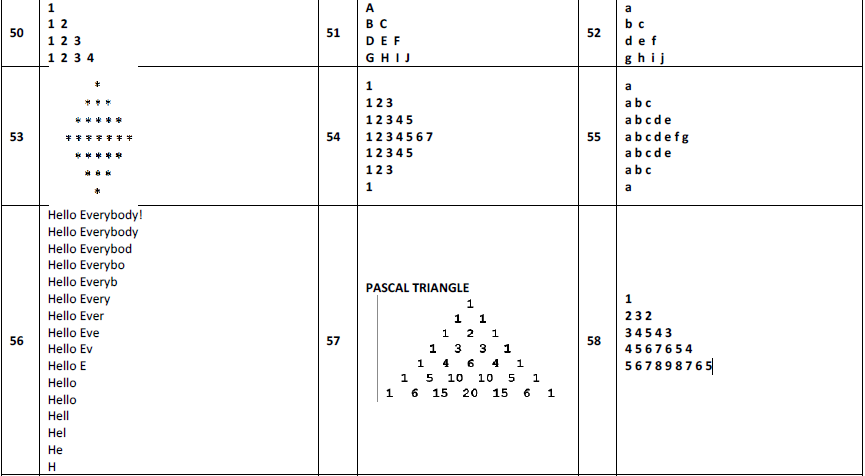 50
1
1 2
1 2 3
1 2 3 4
51
A
B C
D E F
G H I J
52
a
b c
d e f
g h i j
53
*
* * *
* * * * *
* * * * * * *
* * * * *
* * *
*
54
1
1 2 3
1 2 3 4 5
1 2 3 4 5 6 7
1 2 3 4 5
1 2 3
1
55
a
a b c
a b c d e
a b c d e f g
a b c d e
a b c
a
56
Hello Everybody!
Hello Everybody
Hello Everybod
Hello Everybo
Hello Everyb
Hello Every
Hello Ever
Hello Eve
Hello Ev
Hello E
Hello
Hello
Hell
Hel
He
H
57
PASCAL TRIANGLE
1
1 1
1 2 1
1 3 3 1
1 4 6 4 1
1 5 10 10 5 1
1 6 15 20 15 6 1
58
1
2 3 2
3 4 5 4 3
4 5 6 7 6 5 4
5 6 7 8 9 8 7 6 5